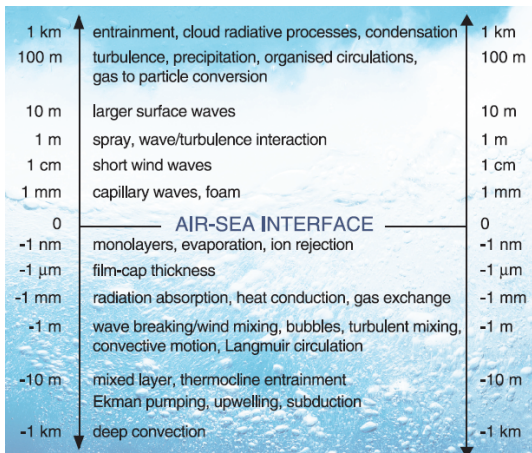 1 km entrainment, cloud radiative processes, condensation 1 km
100 m turbulence, precipitation, organised circulations, 100 m
gas to particle conversion
10 m larger surface waves 10 m
1 m spray, wave/turbulence interaction 1 m
1 cm short wind waves 1 cm
1 mm capillary waves, foam 1 mm
0 AIR-SEA INTERFACE 0
-1 nm monolayers, evaporation, ion rejection -1 nm
-1 µm film-cap thickness -1 µm
-1 mm radiation absorption, heat conduction, gas exchange -1 mm
-1 m wave breaking/wind mixing, bubbles, turbulent mixing, -1 m
convective motion, Langmuir circulation
-10 m mixed layer, thermocline entrainment -10 m
Ekman pumping, upwelling, subduction
-1 km deep convection -1 km